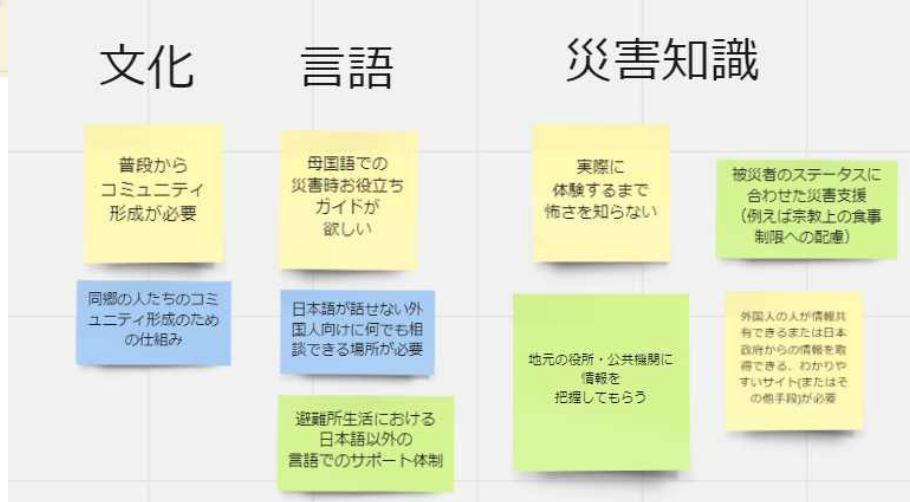 文化
普段から
コミュニティ
形成が必要
同郷の人たちのコミ
ュニティ形成のため
の仕組み
言語
母国語での
災害時お役立ち
ガイドが
欲しい
日本語が話せない外
国人向けに何でも相
談できる場所が必要
避難所生活における
日本語以外の
言語でのサポート体制
災害知識
実際に
体験するまで
怖さを知らない
被災者のステータスに
合わせた災害支援
（例えば宗教上の食事
制限への配慮）
地元の役所・公共機関に
情報を
把握してもらう
外国人の人が情報共
有できるまたは日本
政府からの情報を取
得できる、わかりや
すいサイト(またはそ
の他手段)が必要